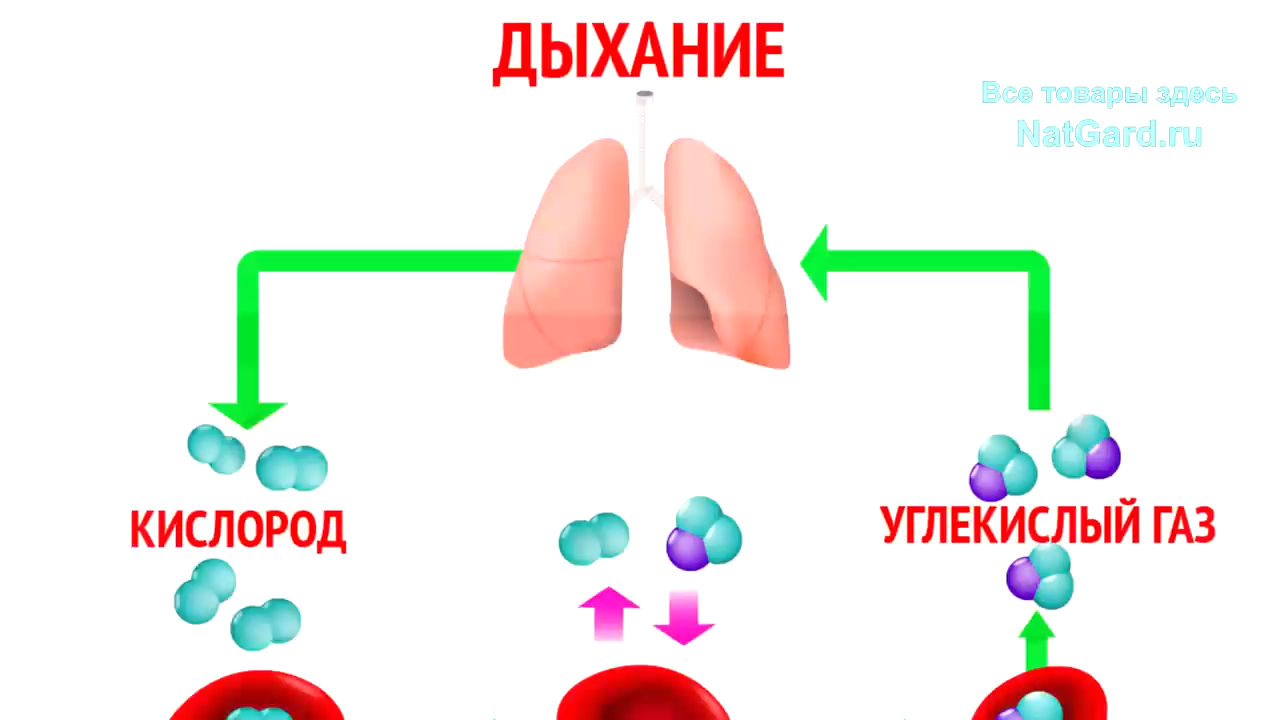 ДЫХАНИЕ
Все товары здесь
NatGard.ru
КИСЛОРОД
УГЛЕКИСЛЫЙ ГАЗ